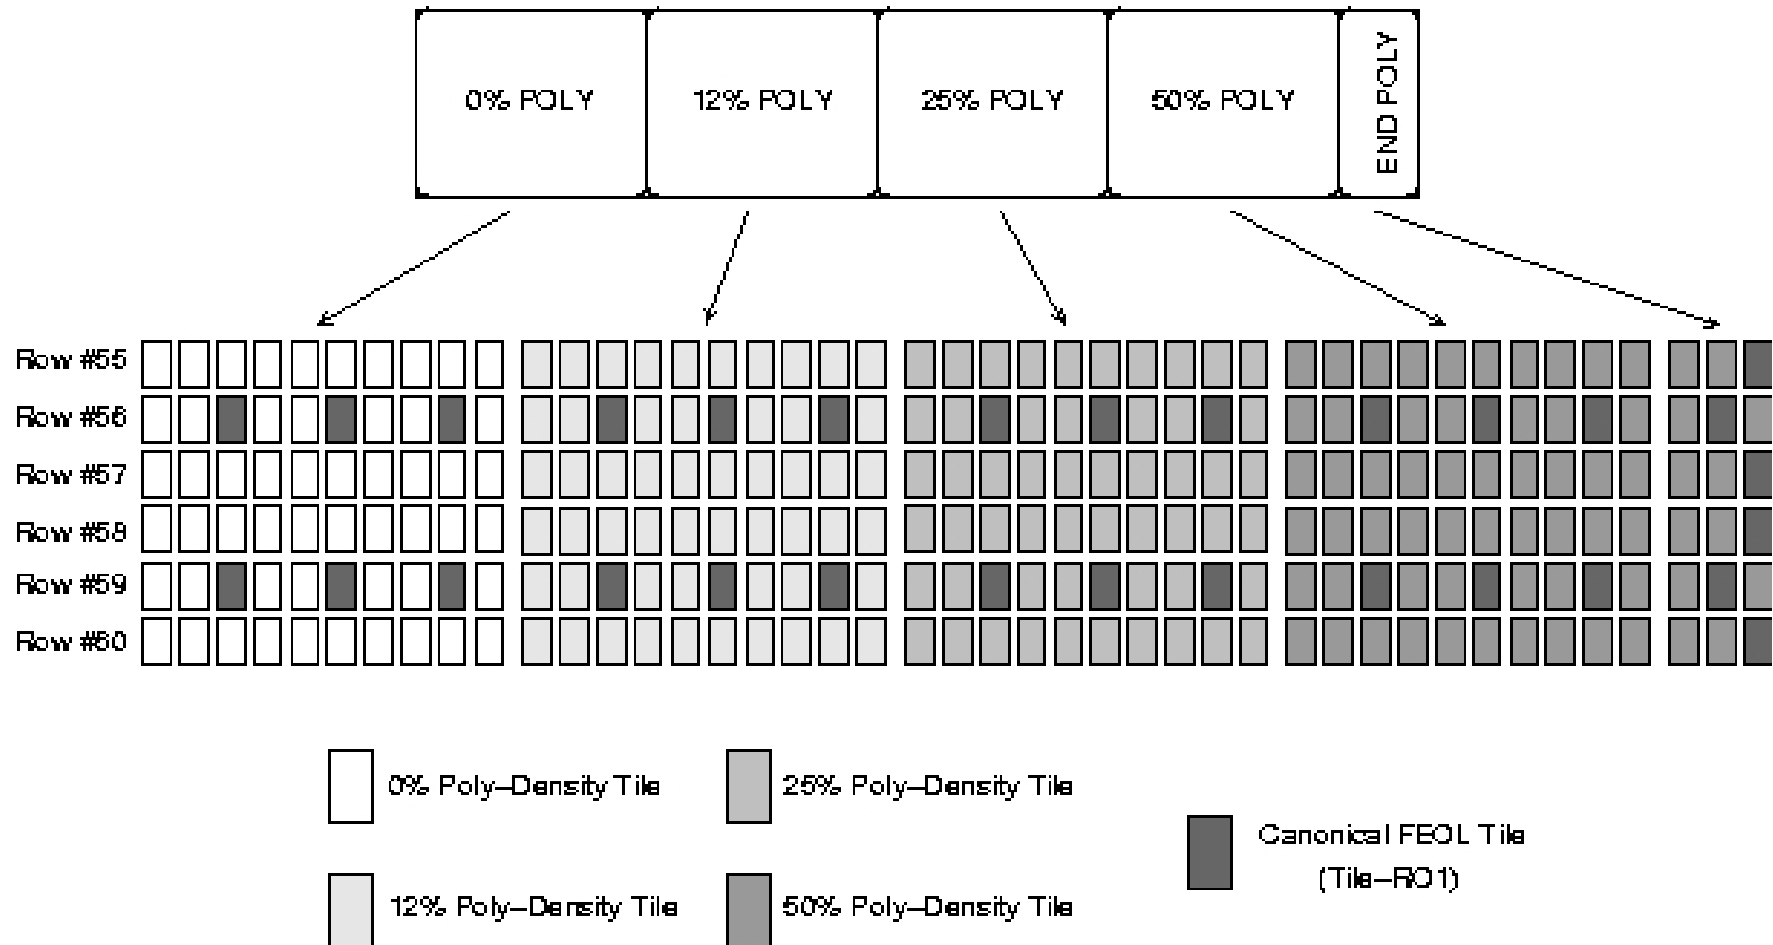 0% POLY
12% POLY
25% POLY
50% POLY
END POLY
Row #55
Row #56
Row #57
Row #58
Row #59
Row #60
0% Poly–Density Tile
25% Poly–Density Tile
Canonical FEOL Tile
(Tile–RO1)
12% Poly–Density Tile
50% Poly–Density Tile